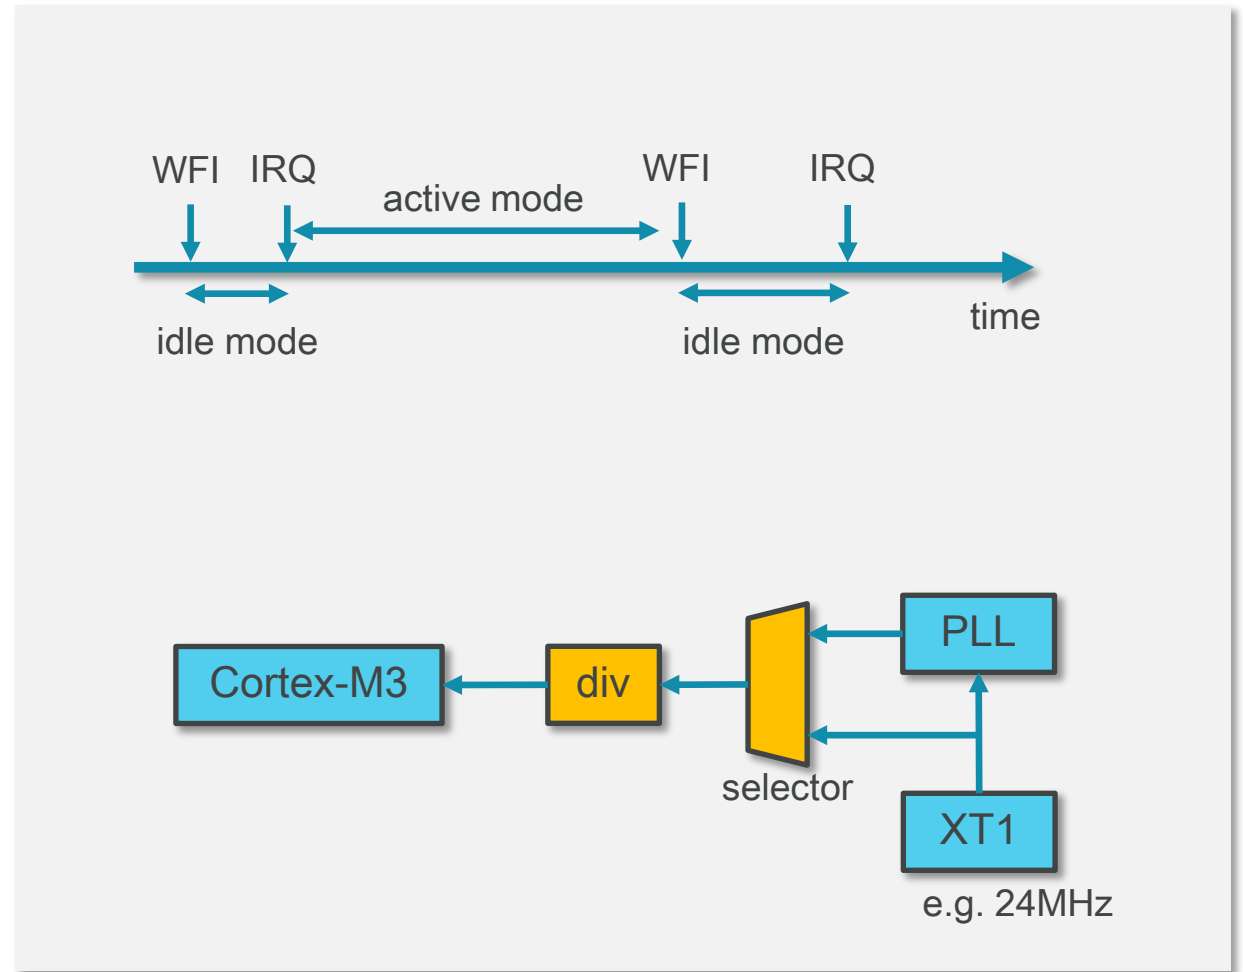 WFI IRQ WFI IRQ
active mode
time
idle mode idle mode
PLL
Cortex-M3 div
selector
XT1
e.g. 24MHz